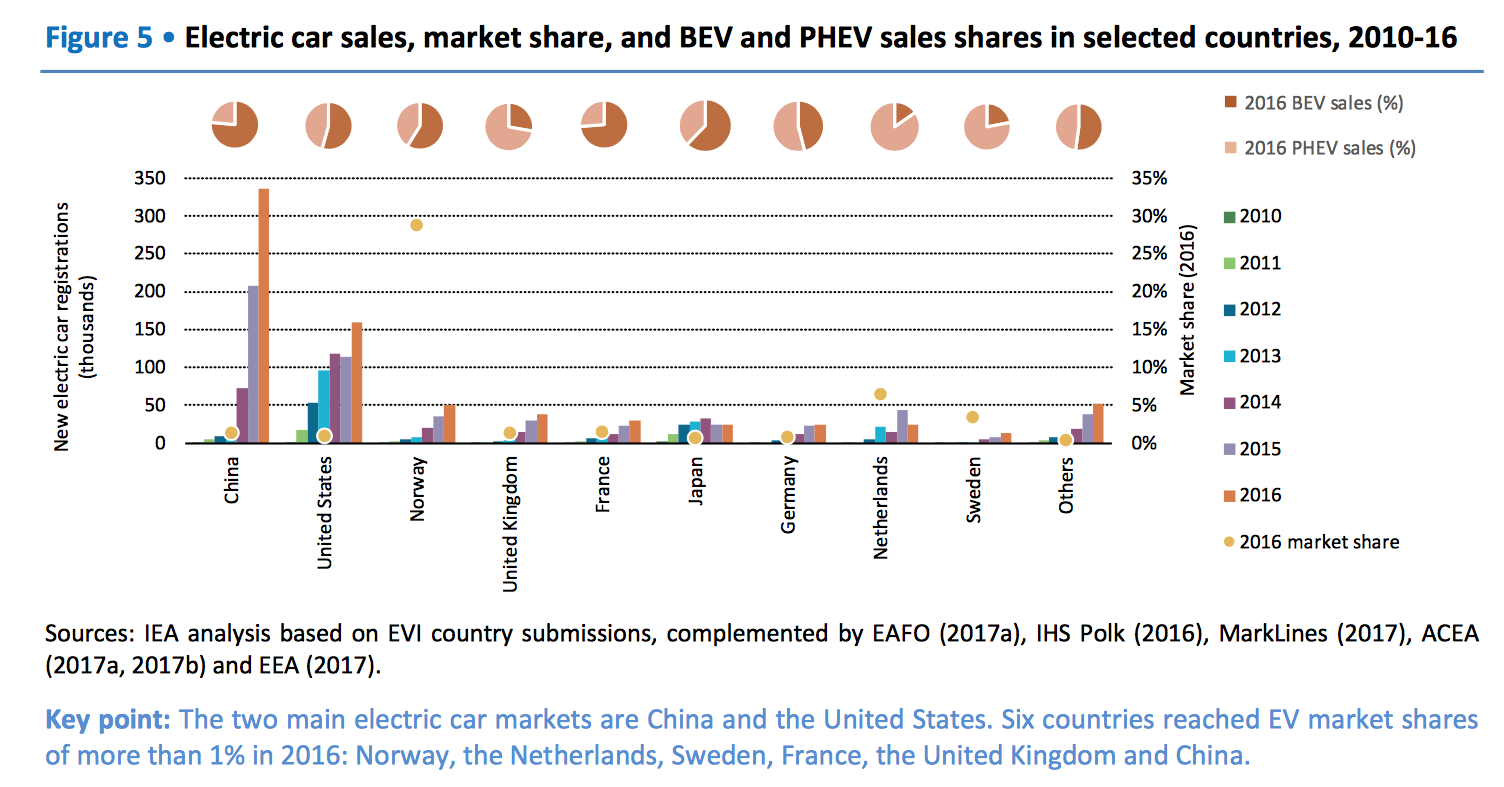 Figure 5 • Electric car sales, market share, and BEV and PHEV sales shares in selected countries, 2010-16
2016 BEV sales (%)
2016 PHEV sales (%)
New electric car registrations
(thousands)
350
300
250
200
150
100
50
0
35%
30%
25%
20%
15%
10%
5%
0%
Market share (2016)
China
United States
Norway
United Kingdom
France
Japan
Germany
Netherlands
Sweden
Others
2010
2011
2012
2013
2014
2015
2016
2016 market share
Sources: IEA analysis based on EVI country submissions, complemented by EAFO (2017a), IHS Polk (2016), MarkLines (2017), ACEA
(2017a, 2017b) and EEA (2017).
Key point: The two main electric car markets are China and the United States. Six countries reached EV market shares
of more than 1% in 2016: Norway, the Netherlands, Sweden, France, the United Kingdom and China.